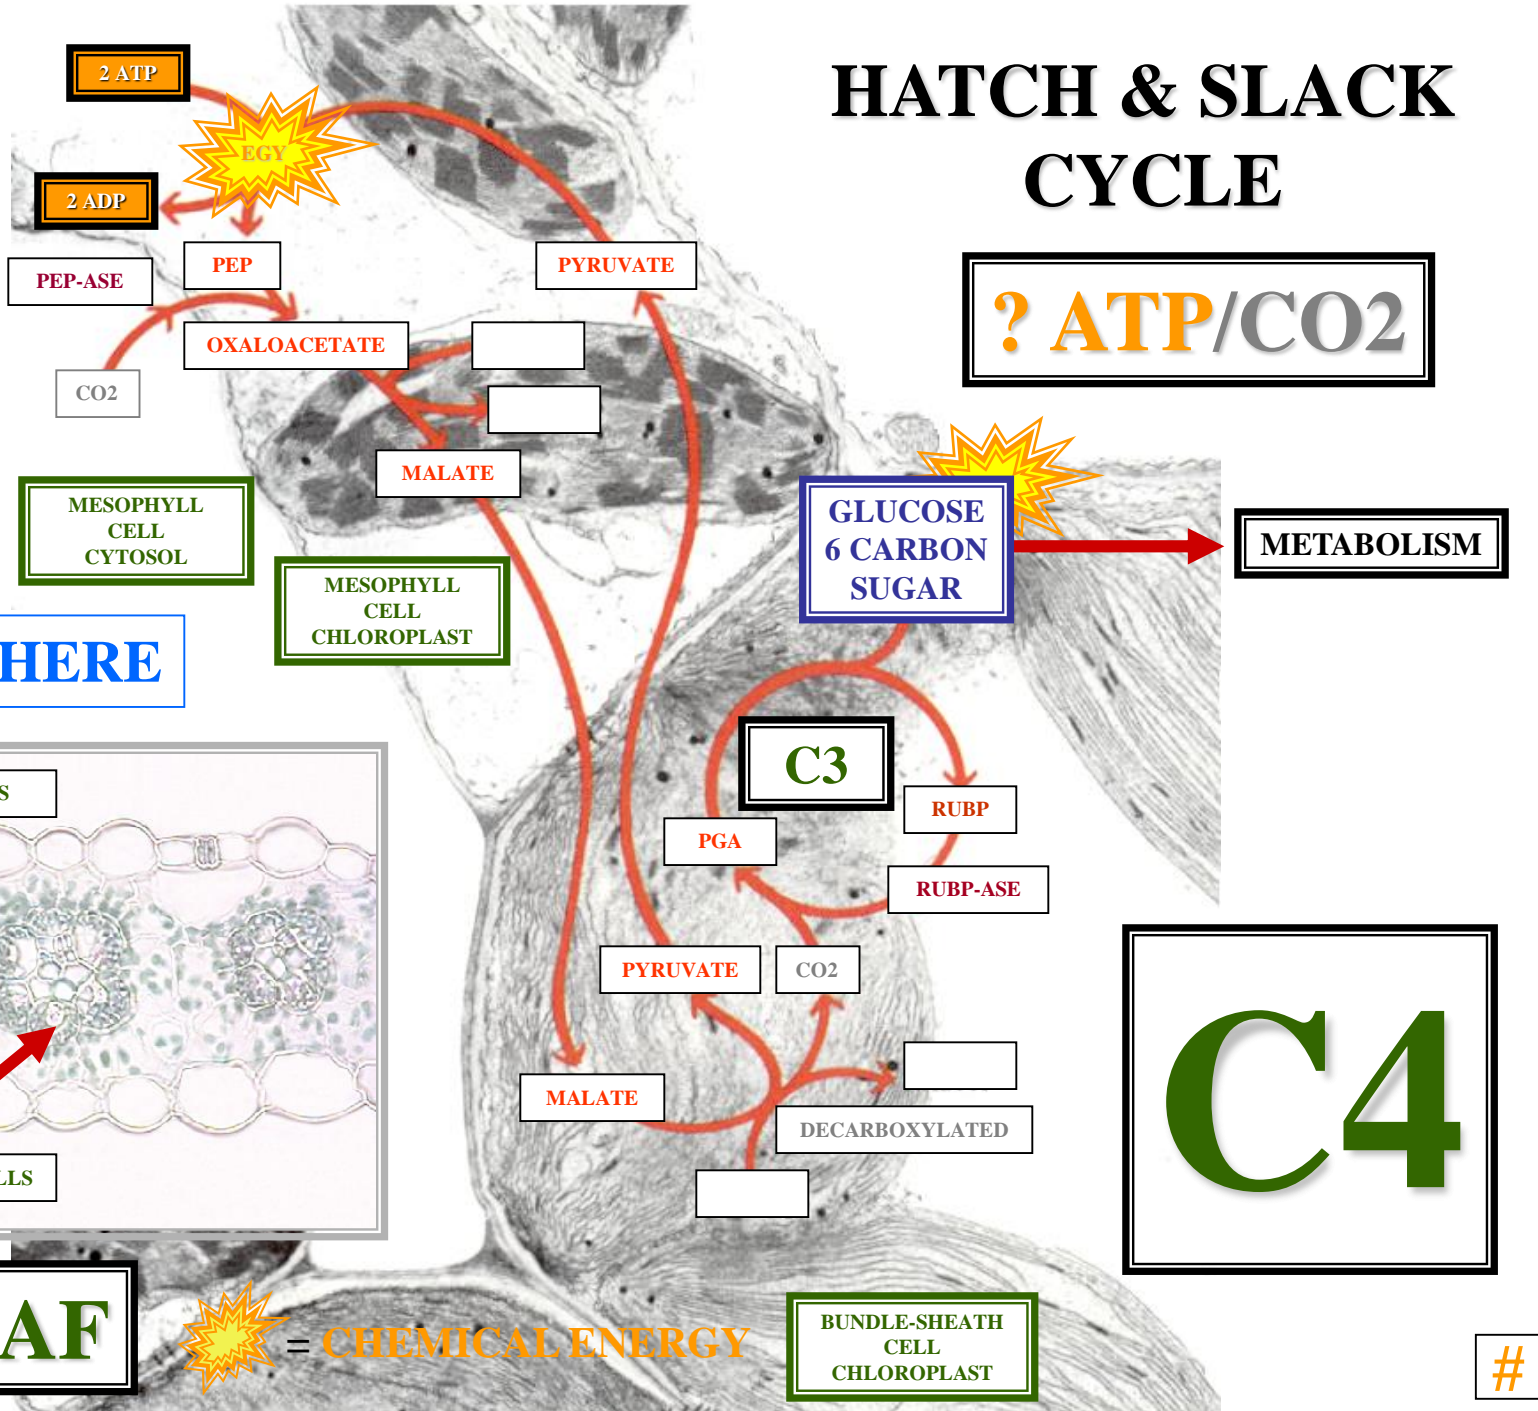 HATCH & SLACK
CYCLE
2 ATP
EGY
2 ADP
PEP-ASE
PEP
PYRUVATE
? ATP/CO2
OXALOACETATE
CO2
MALATE
MESOPHYLL
CELL
CYTOSOL
GLUCOSE
6 CARBON
SUGAR
METABOLISM
MESOPHYLL
CELL
CHLOROPLAST
HERE
C3
S
RUBP
PGA
RUBP-ASE
PYRUVATE
CO2
C4
MALATE
DECARBOXYLATED
LLS
AF
= CHEMICAL ENERGY
BUNDLE-SHEATH
CELL
CHLOROPLAST
#